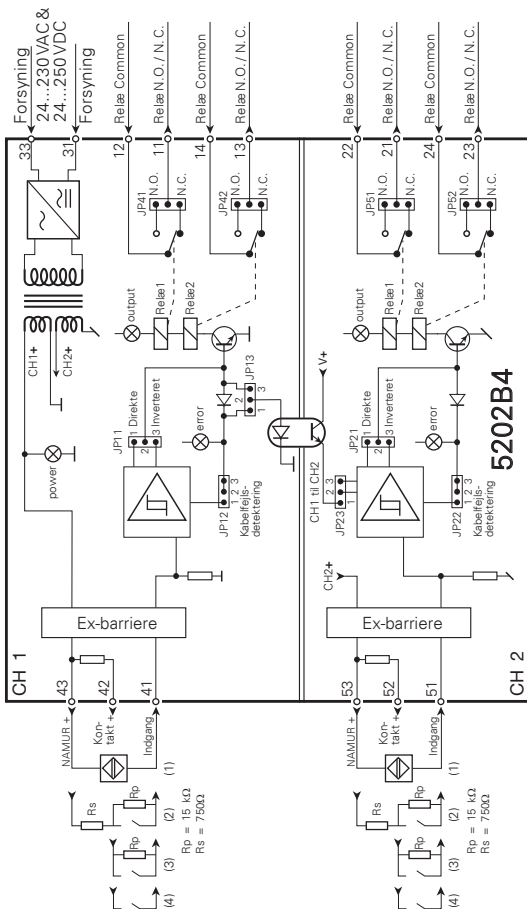 Forsyning
24...230 VAC &
24...250 VDC
Forsyning
Relæ Common
Relæ N.O./ N.C.
Relæ Common
Relæ N.O. / N.C.
33
31
12
11
14
13
JP41
N.O.
N.C.
JP42
N.O.
N.C.
CH1+
CH2+
output
Relæ1
Relæ2
power
JP11
1 Direkte
2
3 Inverteret
error
JP13
1
2
3
JP12
1
2
3
Kabelfejls-
detektering
Ex-barriere
CH 1
43
42
41
NAMUR +
Kon-
takt +
Indgang
(1)
Rs
Rp
(2)
Rp = 15 kΩ
Rs = 750Ω
Rp
(3)
(4)
Relæ Common
Relæ N.O./ N.C.
Relæ Common
Relæ N.O. / N.C.
22
21
24
23
JP51
N.O.
N.C.
JP52
N.O.
N.C.
output
Relæ1
Relæ2
V+
CH1 til CH2
JP23
1
2
3
JP21
1 Direkte
2
3 Inverteret
error
JP22
1
2
3
Kabelfejls-
detektering
5202B4
CH2+
Ex-barriere
CH 2
53
52
51
NAMUR +
Kon-
takt +
Indgang
(1)
Rs
Rp
(2)
Rp = 15 kΩ
Rs = 750Ω
Rp
(3)
(4)